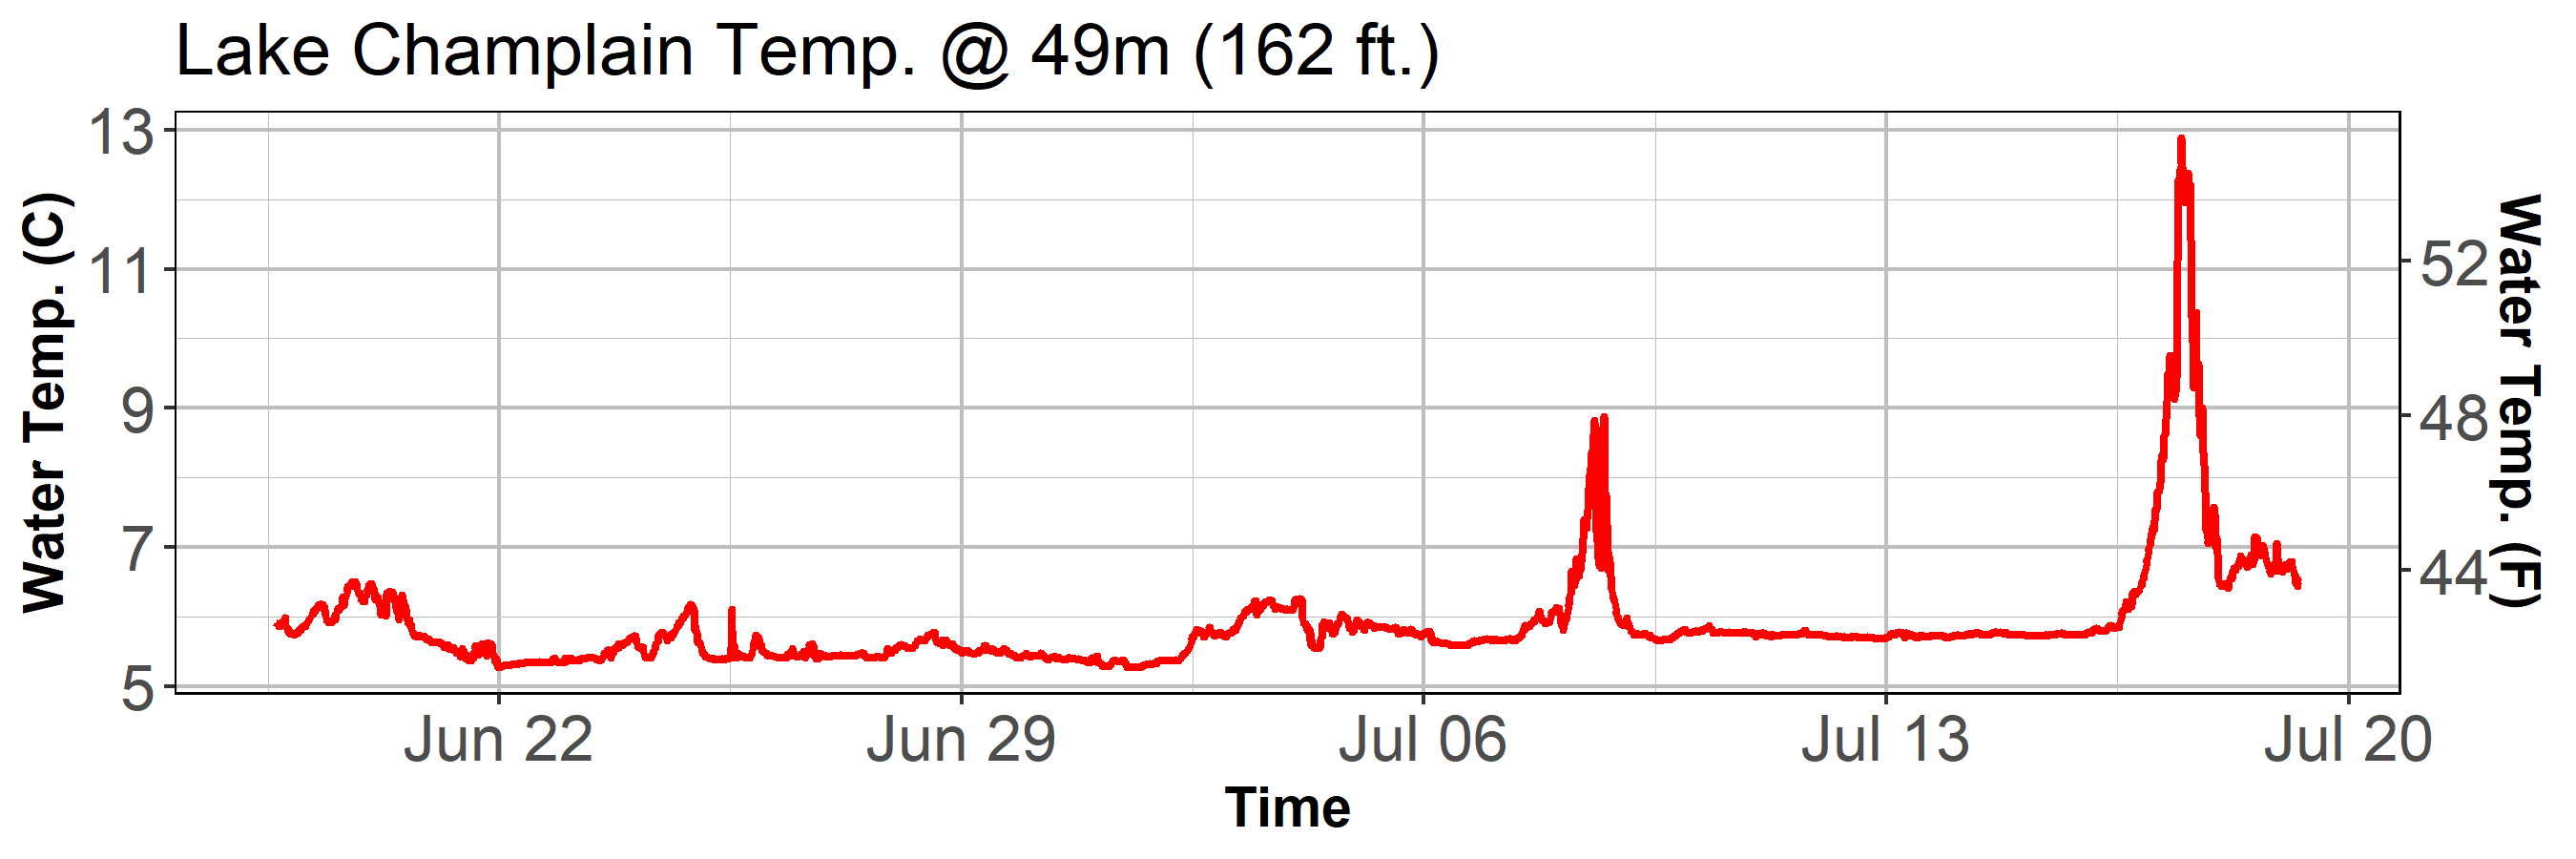 Lake Champlain Temp. @ 49m (162 ft.)
Water Temp. (C)
13
11
9
7
5
52
48
44
Water Temp. (F)
Jun 22
Jun 29
Jul 06
Jul 13
Jul 20
Time